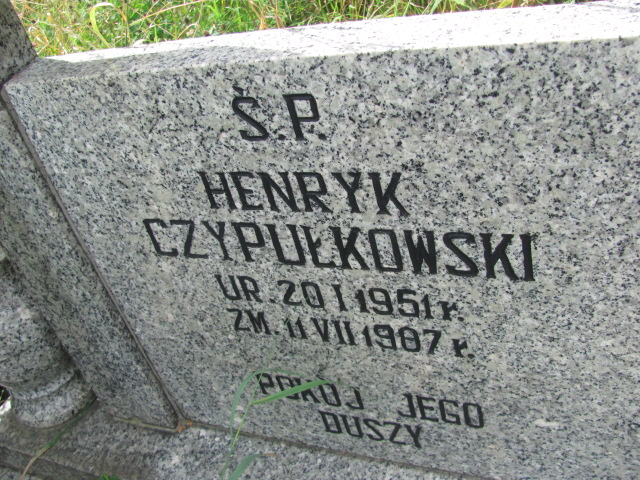 Ś.P.
HENRYK
CZYPUŁKOWSKI
UR. 20 I 1951 r.
ZM. 11 VII 1987 r.
POKÓJ JEGO
DUSZY